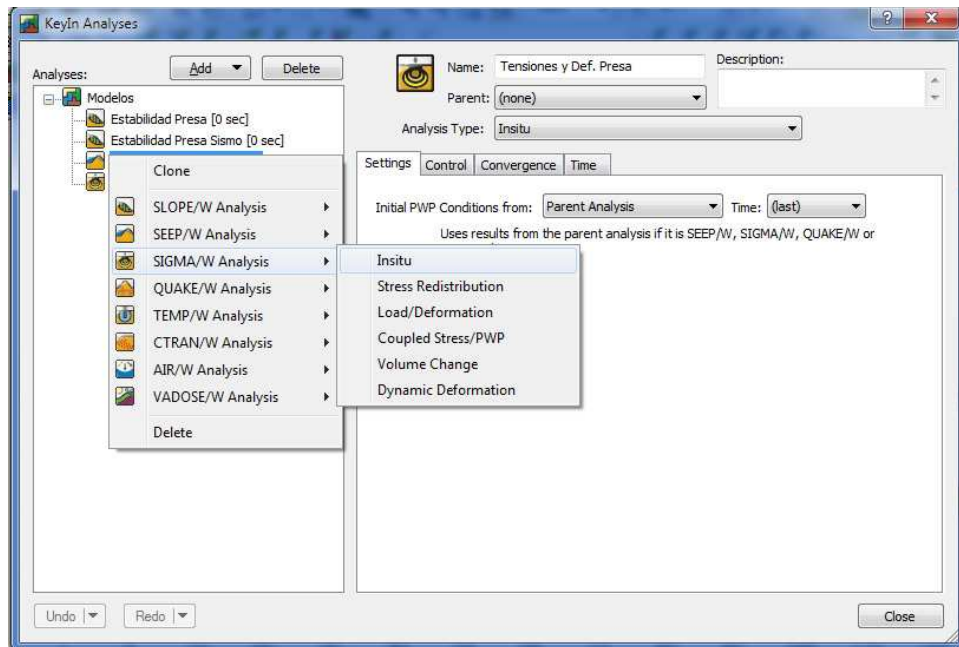 KeyIn Analyses
Analyses:
Add
Delete
Modelos
Estabilidad Presa [0 sec]
Estabilidad Presa Sismo [0 sec]
Clone
SLOPE/W Analysis
SEEP/W Analysis
SIGMA/W Analysis
QUAKE/W Analysis
TEMP/W Analysis
CTRAN/W Analysis
AIR/W Analysis
VADOSE/W Analysis
Delete
Insitu
Stress Redistribution
Load/Deformation
Coupled Stress/PWP
Volume Change
Dynamic Deformation
Name: Tensiones y Def. Presa
Description:
Parent: (none)
Analysis Type: Insitu
Settings Control Convergence Time
Initial PWP Conditions from: Parent Analysis Time: (last)
Uses results from the parent analysis if it is SEEP/W, SIGMA/W, QUAKE/W or
Undo Redo Close